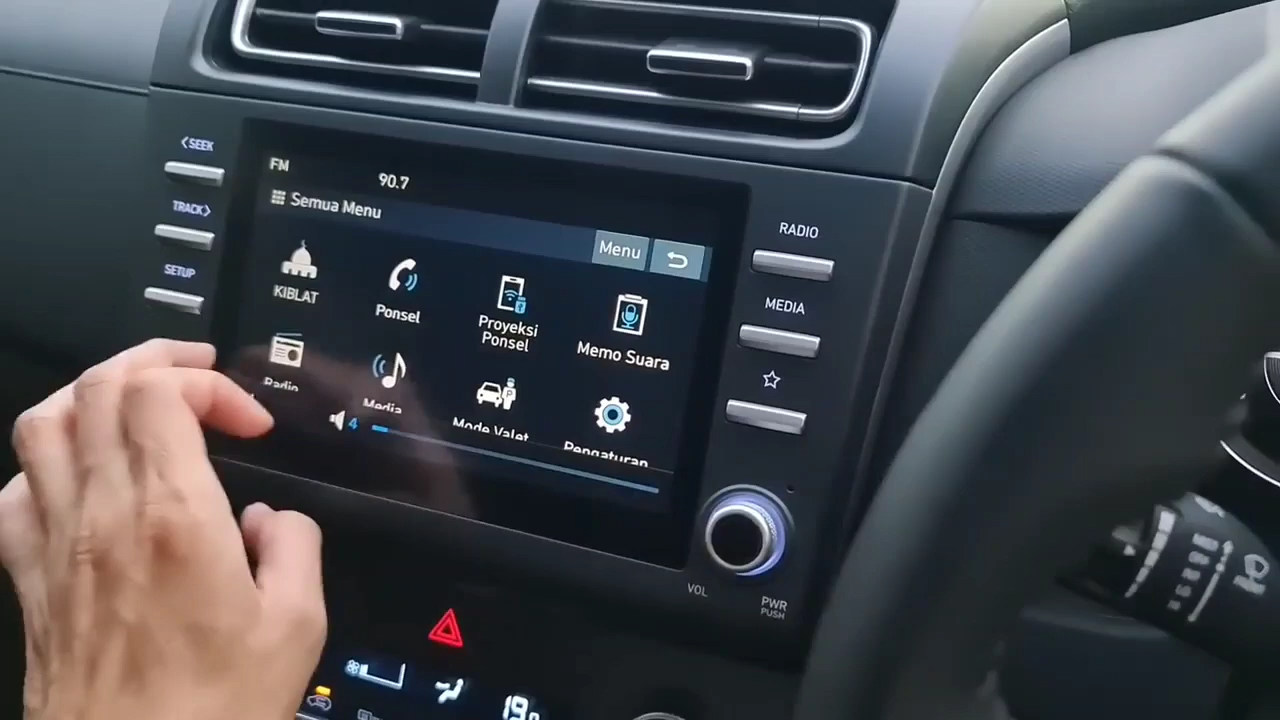 <SEEK
TRACK>
SETUP
FM
90.7
Semua Menu
Menu
KIBLAT
Ponsel
Proyeksi
Ponsel
Memo Suara
Radio
Media
Mode Valet
Pengaturan
4
RADIO
MEDIA
VOL
PWR
PUSH